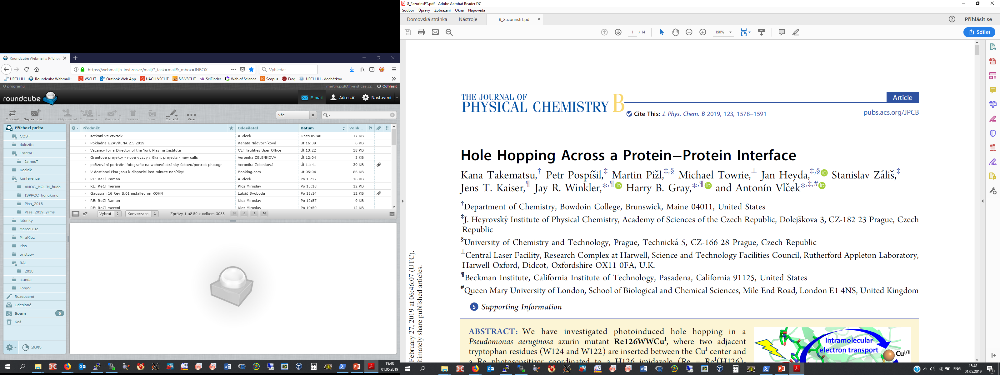 Roundcube Webmail :: Příchoz
https://webmail.jh-inst.cas.cz/mail/?_task=mail&_mbox=INBOX
Vyhledat
UFCH JH
Roundcube Webmail :...
VSCHT
Outlook Web App
UACH VŠCHT
SIS VSCHT
SciFinder
Web of Science
Scopus
Freq
UFCH JH - docházkov...
O programu
martin.pizl@jh-inst.cas.cz
Odhlásit
roundcube
E-mail
Adresář
Nastavení
Obnovit
Napsat zpr...
Odpovědět
Odpovědět...
Přeposlat
Smazat
Spam
Označit
Více
Vše
Příchozí pošta
COST
dulezite
FrantaH
JamesT
Kocirik
konference
AMOC_MOLIM_buda...
ISPPCC_hongkong
Pisa_2018
PIsa_2019_yrms
letenky
MarcoFuse
MiraKloz
Pisa
pristupy
RAL
2018
standa
TonyV
Rozepsané
Odeslané
Spam 6
Koš
30%
Předmět Odesílatel Datum Velik... !!
setkani ve ctvrtek A Vlcek Dnes 09:48 17 KB
Pokladna UZAVŘENA 2.5.2019 Renata Nádvorníková Út 16:39 6 KB
Vacancy for a Director of the York Plasma Institute CLF Facilities User Office Út 13:22 38 KB
Grantove projekty - nove vyzvy / Grant projects - new calls Veronika ZELENKOVA Út 12:04 3 KB
pořizování portrétní fotografie na webové stránky ústavu/portrait photogr... Veronika Zelenková Út 11:41 39 KB
V destinaci Pisa jsou k dispozici last-minute nabídky! Booking.com Út 05:04 86 KB
RE: ReCl Raman A Vlcek Po 13:22 16 KB
RE: ReCl mereni Kloz Miroslav Po 13:18 12 KB
Gaussian 16 Rev B.01 installed on KOHN Lukáš Svoboda Po 13:14 12 KB
RE: ReCl Raman Kloz Miroslav Po 12:57 9 KB
RE: ReCl mereni Kloz Miroslav Po 10:50 12 KB
Vybrat
Konverzace
Zprávy 1 až 50 z celkem 3088
15:48
01.05.2019
8_2azurinsET.pdf - Adobe Acrobat Reader DC
Soubor Úpravy Zobrazení Okna Nápověda
Domovská stránka
Nástroje
8_2azurinsET.pdf
Přihlásit se
1 / 14
190%
Sdílet
THE JOURNAL OF
PHYSICAL CHEMISTRY B
Article
Cite This: J. Phys. Chem. B 2019, 123, 1578−1591
pubs.acs.org/JPCB
Hole Hopping Across a Protein−Protein Interface
Kana Takematsu,† Petr Pospíšil,‡ Martin Pižl,‡,§ Michael Towrie,⊥ Jan Heyda,‡,§ iD Stanislav Záliš,‡
Jens T. Kaiser,¶ Jay R. Winkler,*,¶ iD Harry B. Gray,*,¶ iD and Antonín Vlček*,‡,# iD
†Department of Chemistry, Bowdoin College, Brunswick, Maine 04011, United States
‡J. Heyrovský Institute of Physical Chemistry, Academy of Sciences of the Czech Republic, Dolejškova 3, CZ-182 23 Prague, Czech
Republic
§University of Chemistry and Technology, Prague, Technická 5, CZ-166 28 Prague, Czech Republic
⊥Central Laser Facility, Research Complex at Harwell, Science and Technology Facilities Council, Rutherford Appleton Laboratory,
Harwell Oxford, Didcot, Oxfordshire OX11 0FA, U.K.
¶Beckman Institute, California Institute of Technology, Pasadena, California 91125, United States
#Queen Mary University of London, School of Biological and Chemical Sciences, Mile End Road, London E1 4NS, United Kingdom
S Supporting Information
February 27, 2019 at 06:46:07 (UTC).
itimately share published articles.
ABSTRACT: We have investigated photoinduced hole hopping in a
Pseudomonas aeruginosa azurin mutant Re126WWCuI, where two adjacent
tryptophan residues (W124 and W122) are inserted between the CuI center and
a Re photosensitizer coordinated to a H126 imidazole (Re = ReI(H126)-
Intramolecular
electron transport
CuI/II
ENG
15:48
01.05.2019